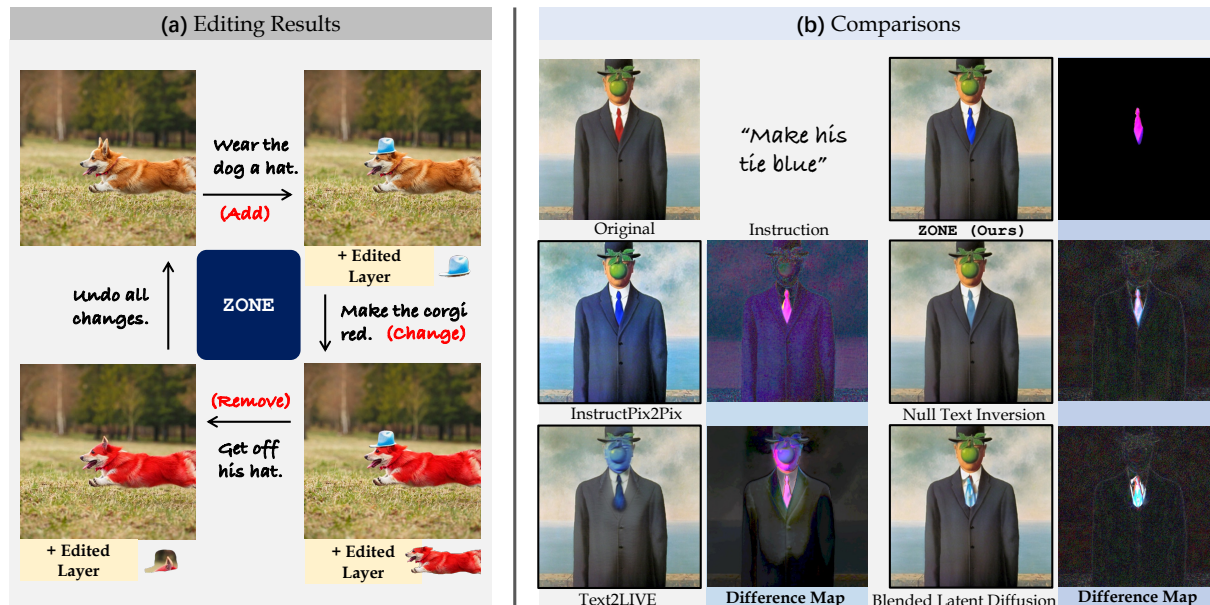 (a) Editing Results
Wear the
dog a hat.
(Add)
+ Edited
Layer
Undo all
changes.
ZONE
Make the corgi
red. (Change)
(Remove)
Get off
his hat.
+ Edited
Layer
+ Edited
Layer
(b) Comparisons
"Make his
tie blue"
Original
Instruction
ZONE (Ours)
InstructPix2Pix
Null Text Inversion
Text2LIVE
Difference Map
Blended Latent Diffusion
Difference Map